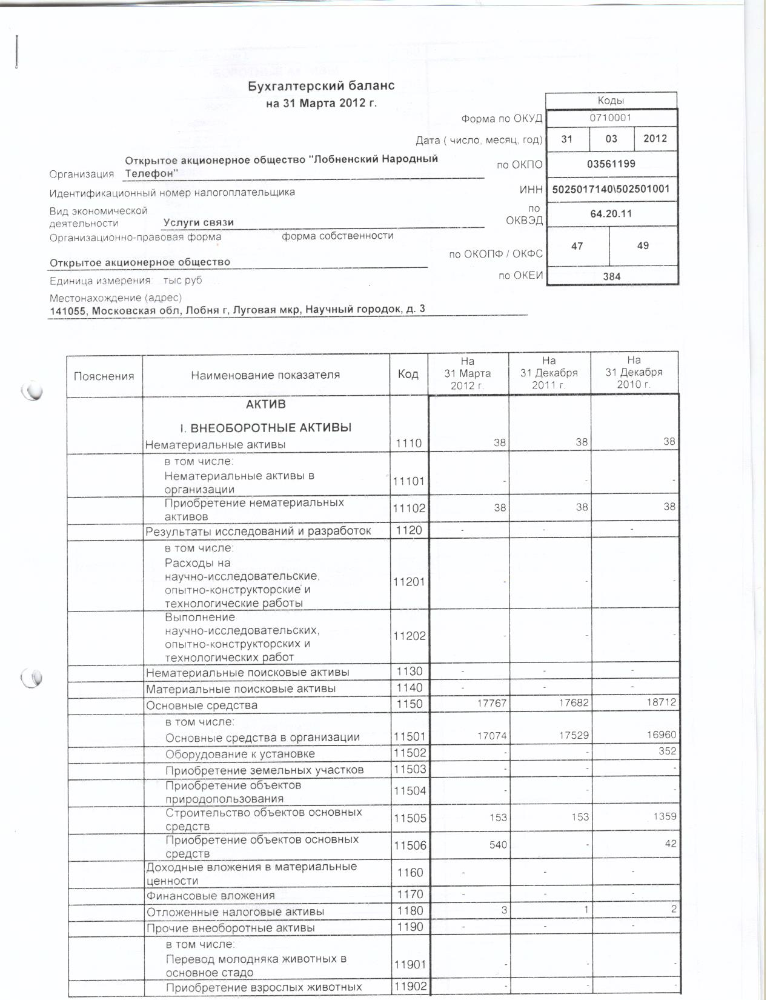 Бухгалтерский баланс
на 31 Марта 2012 г.
Коды
Форма по ОКУД 0710001
Дата ( число, месяц, год) 31 03 2012
Открытое акционерное общество "Лобненский Народный
Организация Телефон" по ОКПО 03561199
Идентификационный номер налогоплательщика ИНН 5025017140\502501001
Вид экономической по
деятельности Услуги связи ОКВЭД 64.20.11
Организационно-правовая форма форма собственности
47 49
по ОКОПФ / ОКФС
Открытое акционерное общество
Единица измерения: тыс руб по ОКЕИ 384
Местонахождение (адрес)
141055, Московская обл, Лобня г, Луговая мкр, Научный городок, д. 3
Пояснения Наименование показателя Код На 31 Марта 2012 г. На 31 Декабря 2011 г. На 31 Декабря 2010 г.
АКТИВ
I. ВНЕОБОРОТНЫЕ АКТИВЫ
Нематериальные активы 1110 38 38 38
в том числе:
Нематериальные активы в
организации 11101 - - -
Приобретение нематериальных
активов 11102 38 38 38
Результаты исследований и разработок 1120 - - -
в том числе:
Расходы на
научно-исследовательские,
опытно-конструкторские и
технологические работы 11201 - - -
Выполнение
научно-исследовательских,
опытно-конструкторских и
технологических работ 11202 - - -
Нематериальные поисковые активы 1130 - - -
Материальные поисковые активы 1140 - - -
Основные средства 1150 17767 17682 18712
в том числе:
Основные средства в организации 11501 17074 17529 16960
Оборудование к установке 11502 - - 352
Приобретение земельных участков 11503 - - -
Приобретение объектов
природопользования 11504 - - -
Строительство объектов основных
средств 11505 153 153 1359
Приобретение объектов основных
средств 11506 540 - 42
Доходные вложения в материальные
ценности 1160 - - -
Финансовые вложения 1170 - - -
Отложенные налоговые активы 1180 3 1 2
Прочие внеоборотные активы 1190 - - -
в том числе:
Перевод молодняка животных в
основное стадо 11901 - - -
Приобретение взрослых животных 11902 - - -